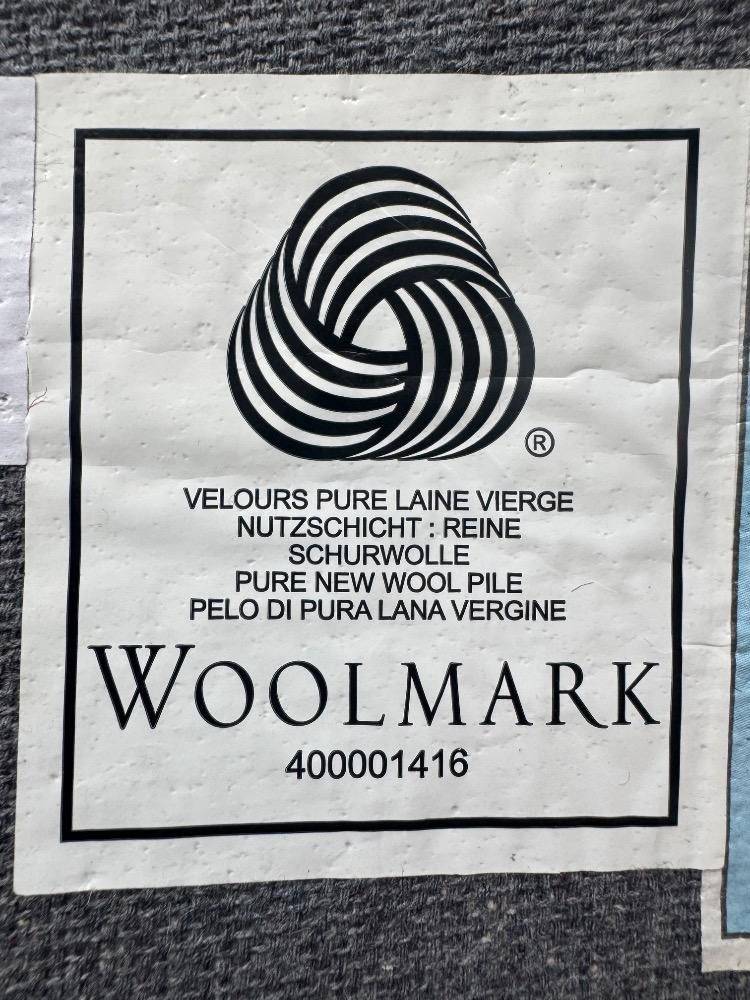 ®
VELOURS PURE LAINE VIERGE
NUTZSCHICHT : REINE
SCHURWOLLE
PURE NEW WOOL PILE
PELO DI PURA LANA VERGINE
WOOLMARK
400001416